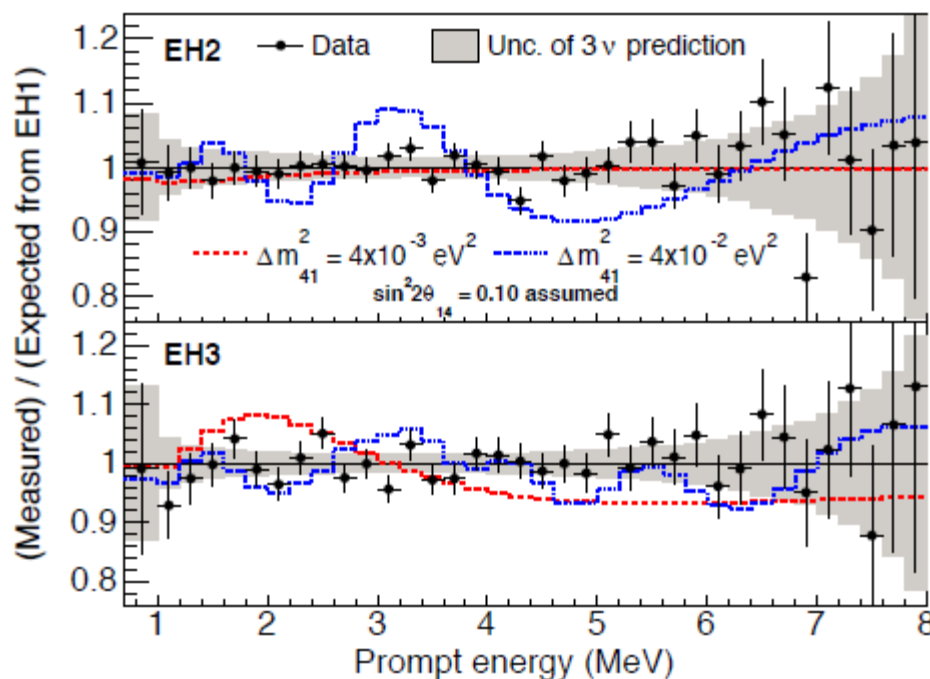 (Measured) / (Expected from EH1)
1.2
1.1
1
0.9
0.8
EH2
Data
Unc. of 3 ν prediction
Δm²₄₁ = 4x10⁻³ eV²
Δm²₄₁ = 4x10⁻² eV²
sin²2θ₁₄ = 0.10 assumed
1.2
1.1
1
0.9
0.8
EH3
1 2 3 4 5 6 7 8
Prompt energy (MeV)